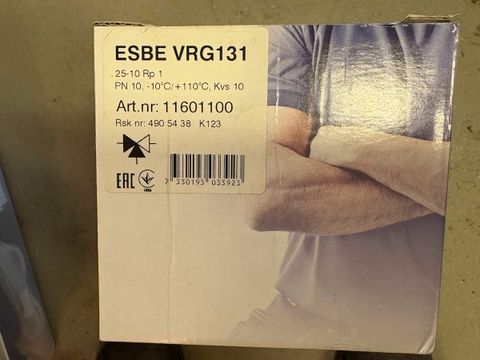 ESBE VRG131
25-10 Rp 1
PN 10, -10°C/+110°C, Kvs 10
Art.nr: 11601100
Rsk nr: 490 54 38 K123
EAC
7 330193 033923